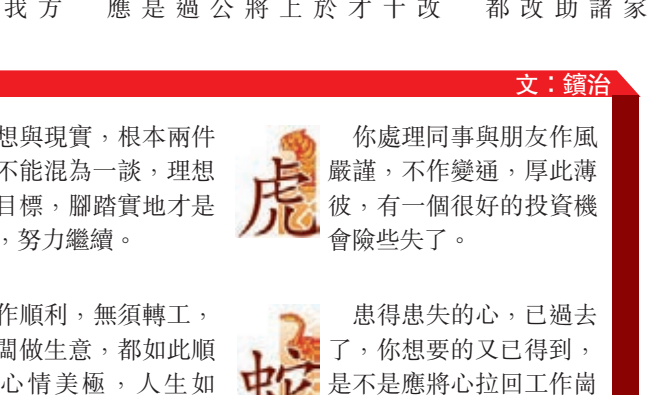 我方 應是過公將上於才十改 都改助諸家
文：鑌治
想與現實，根本兩件
不能混為一談，理想
目標，腳踏實地才是
，努力繼續。
虎
你處理同事與朋友作風
嚴謹，不作變通，厚此薄
彼，有一個很好的投資機
會險些失了。
作順利，無須轉工，
闆做生意，都如此順
心情美極，人生如
蛇
患得患失的心，已過去
了，你想要的又已得到，
是不是應將心拉回工作崗